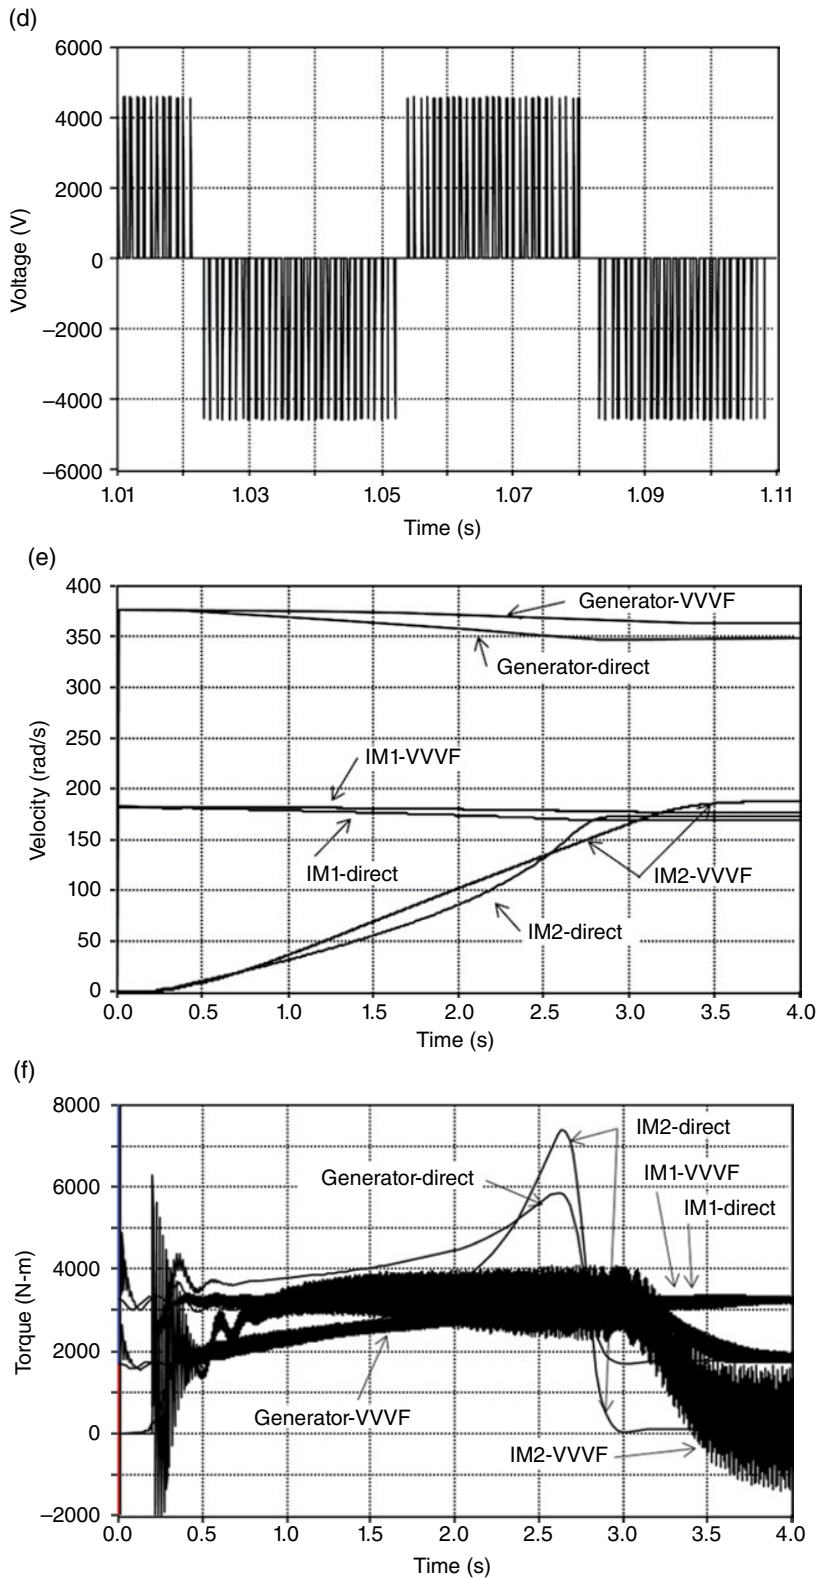 (d)
6000
4000
2000
0
–2000
–4000
–6000
Voltage (V)
1.01 1.03 1.05 1.07 1.09 1.11
Time (s)
(e)
400
350
300
250
200
150
100
50
0
Velocity (rad/s)
Generator-VVVF
Generator-direct
IM1-VVVF
IM1-direct
IM2-VVVF
IM2-direct
0.0 0.5 1.0 1.5 2.0 2.5 3.0 3.5 4.0
Time (s)
(f)
8000
6000
4000
2000
0
–2000
Torque (N-m)
IM2-direct
Generator-direct
IM1-VVVF
IM1-direct
Generator-VVVF
IM2-VVVF
0.0 0.5 1.0 1.5 2.0 2.5 3.0 3.5 4.0
Time (s)